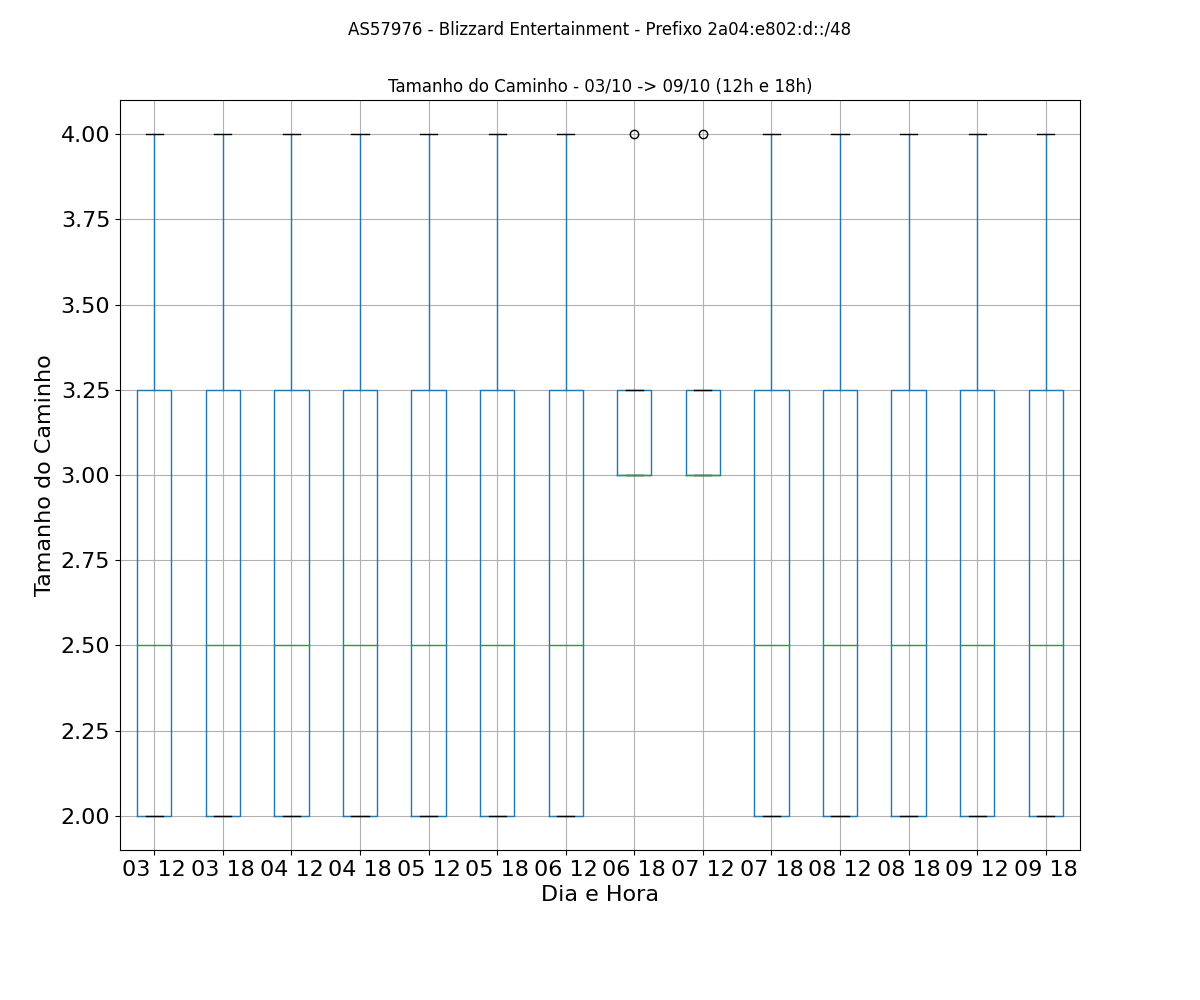 AS57976 - Blizzard Entertainment - Prefixo 2a04:e802:d::/48
Tamanho do Caminho - 03/10 -> 09/10 (12h e 18h)
4.00
3.75
3.50
3.25
3.00
2.75
2.50
2.25
2.00
Tamanho do Caminho
03 12 03 18 04 12 04 18 05 12 05 18 06 12 06 18 07 12 07 18 08 12 08 18 09 12 09 18
Dia e Hora